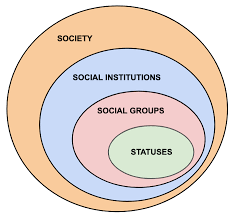 SOCIETY
SOCIAL INSTITUTIONS
SOCIAL GROUPS
STATUSES